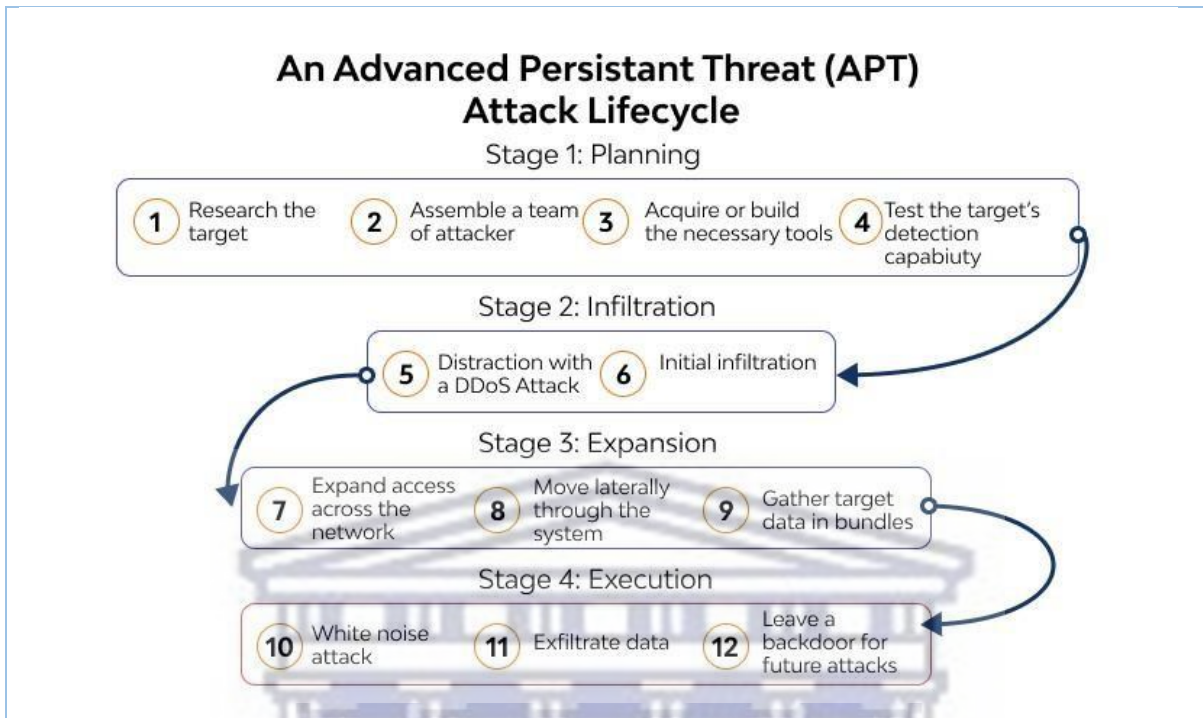 An Advanced Persistant Threat (APT)
Attack Lifecycle
Stage 1: Planning
1
Research the
target
2
Assemble a team
of attacker
3
Acquire or build
the necessary tools
4
Test the target's
detection
capabiuty
Stage 2: Infiltration
5
Distraction with
a DDoS Attack
6
Initial infiltration
Stage 3: Expansion
7
Expand access
across the
network
8
Move laterally
through the
system
9
Gather target
data in bundles
Stage 4: Execution
10
White noise
attack
11
Exfiltrate data
12
Leave a
backdoor for
future attacks